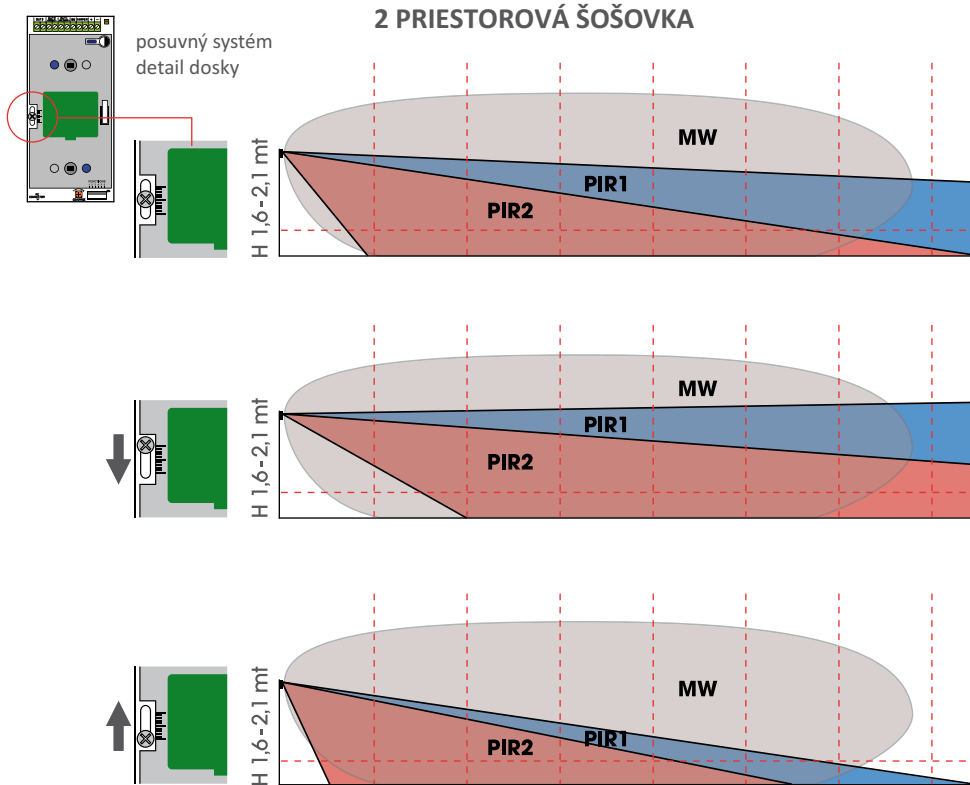 2 PRIESTOROVÁ ŠOŠOVKA
posuvný systém
detail dosky
MW
PIR1
PIR2
H 1,6-2,1 mt
MW
PIR1
PIR2
H 1,6-2,1 mt
MW
PIR1
PIR2
H 1,6-2,1 mt